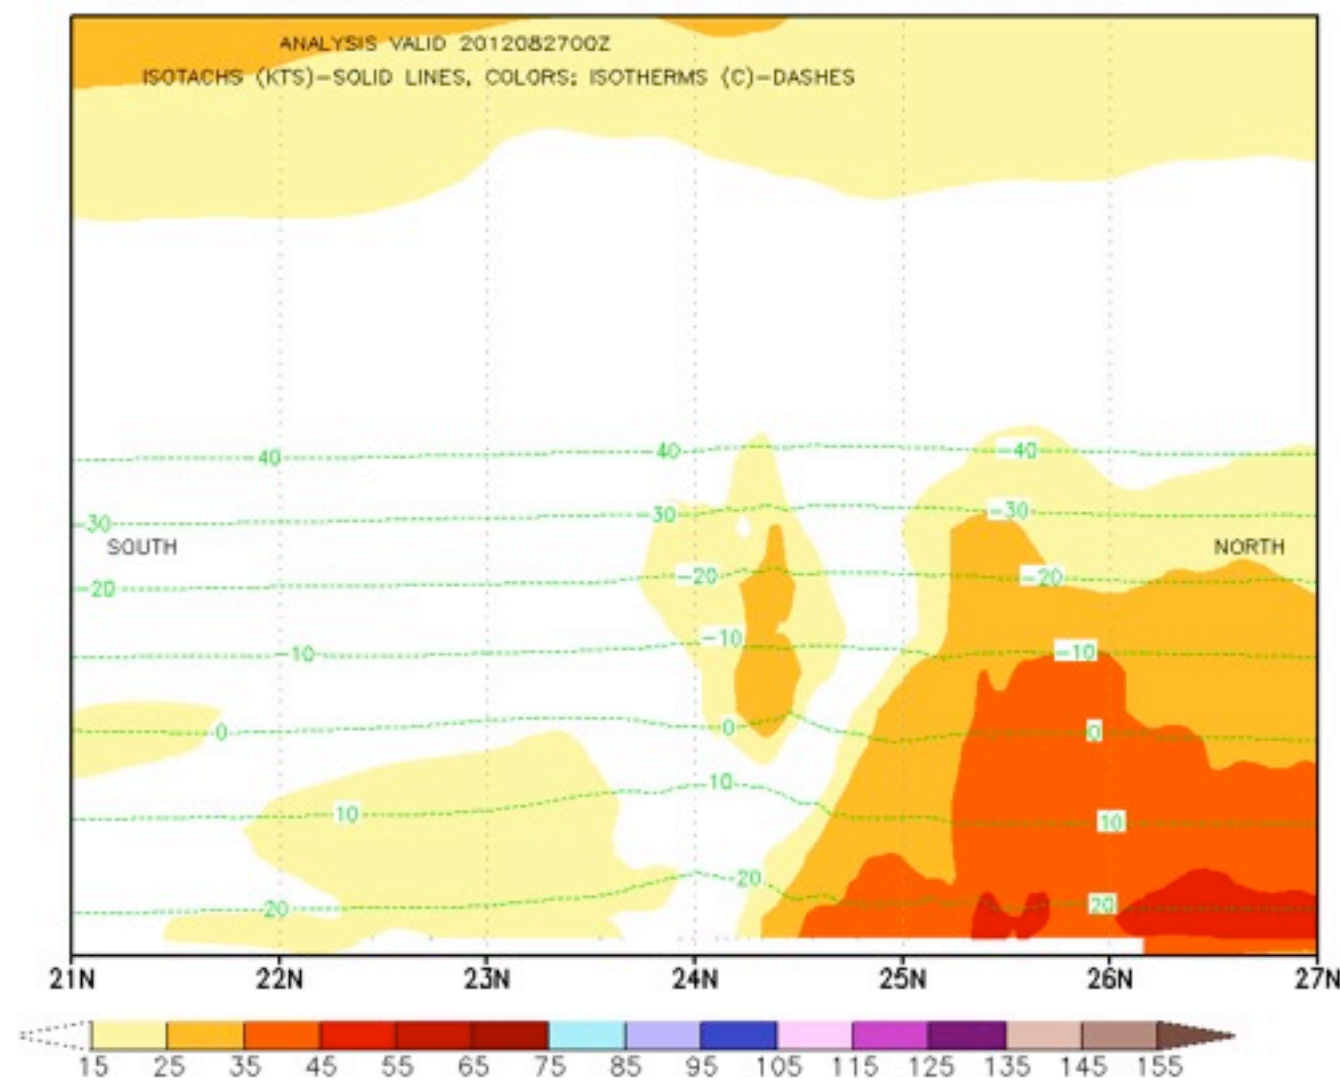 ANALYSIS VALID 2012082700Z
ISOTACHS (KTS)-SOLID LINES, COLORS; ISOTHERMS (C)-DASHES
40 40 -40
-30 30 -30
SOUTH NORTH
-20 -20 -20
-10 -10 -10
0 0 0
10 10 10
20 20 20
21N 22N 23N 24N 25N 26N 27N
15 25 35 45 55 65 75 85 95 105 115 125 135 145 155